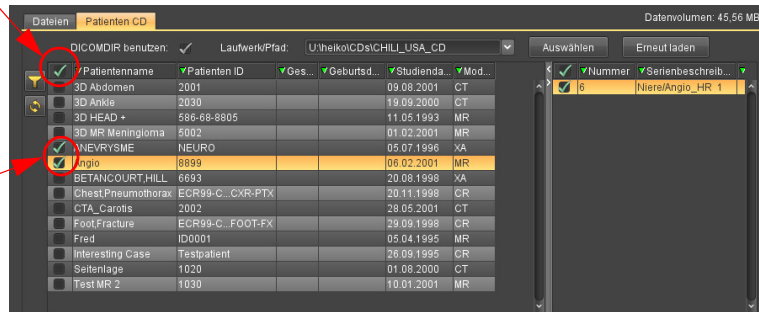 Dateien Patienten CD Datenvolumen: 45,56 MB
DICOMDIR benutzen: Laufwerk/Pfad: U:\heiko\CDs\CHILI_USA_CD Auswählen Erneut laden
Patientenname Patienten ID Ges... Geburtsd... Studienda... Mod... Nummer Serienbeschreib...
3D Abdomen 2001 09.08.2001 CT 6 Niere/Angio_HR 1
3D Ankle 2030 19.09.2000 CT
3D HEAD + 586-68-8805 11.05.1993 MR
3D MR Meningioma 5002 01.02.2001 MR
ANEVRYSME NEURO 05.07.1996 XA
Angio 8899 06.02.2001 MR
BETANCOURT,HILL 6693 20.08.1998 XA
Chest,Pneumothorax ECR99-C...CXR-PTX 20.11.1998 CR
CTA_Carotis 2002 28.05.2001 CT
Foot,Fracture ECR99-C...FOOT-FX 29.09.1998 CR
Fred ID0001 05.04.1995 MR
Interesting Case Testpatient 26.09.1995 CR
Seitenlage 1020 01.08.2000 CT
Test MR 2 1030 10.01.2001 MR